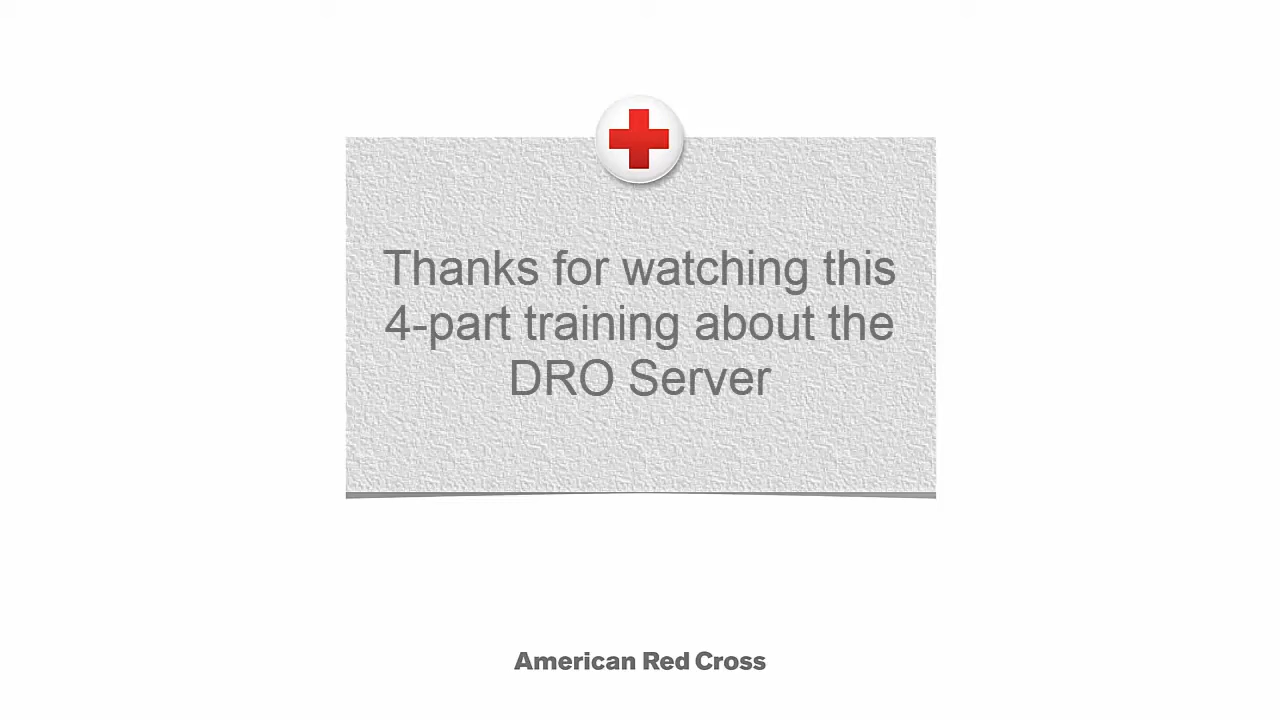 Thanks for watching this
4-part training about the
DRO Server
American Red Cross